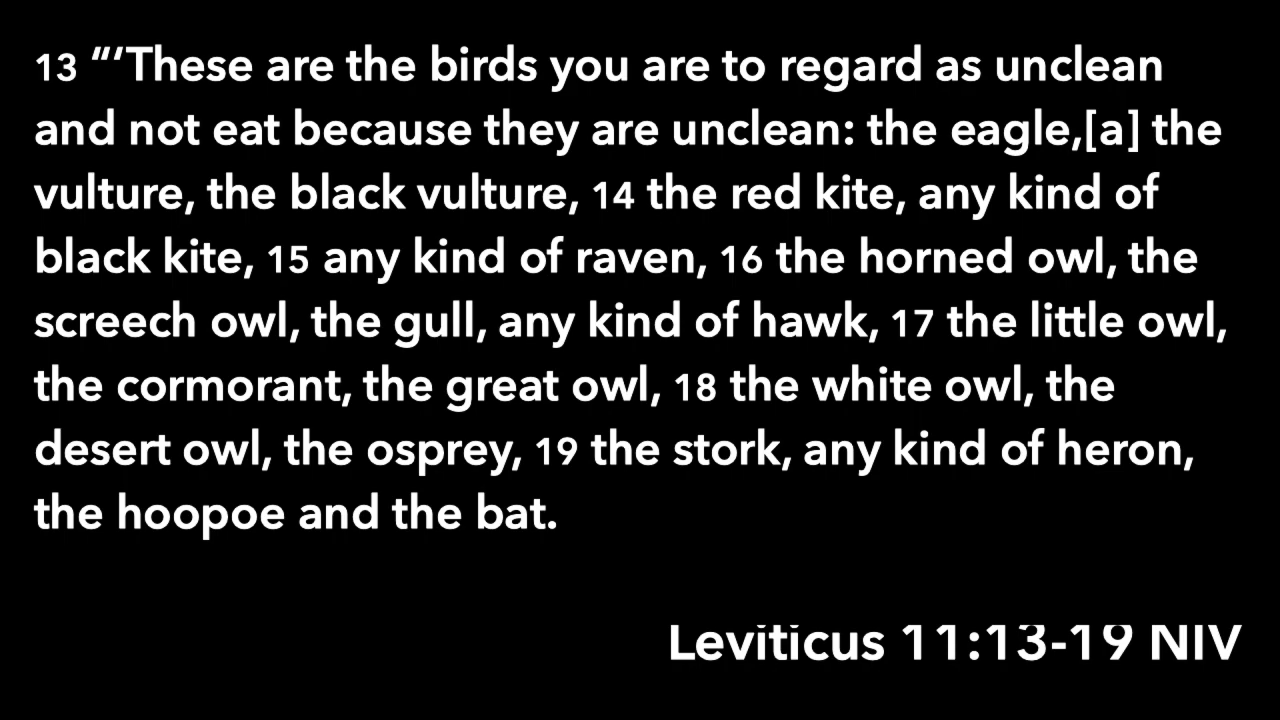 13 “‘These are the birds you are to regard as unclean
and not eat because they are unclean: the eagle,[a] the
vulture, the black vulture, 14 the red kite, any kind of
black kite, 15 any kind of raven, 16 the horned owl, the
screech owl, the gull, any kind of hawk, 17 the little owl,
the cormorant, the great owl, 18 the white owl, the
desert owl, the osprey, 19 the stork, any kind of heron,
the hoopoe and the bat.
Leviticus 11:13-19 NIV